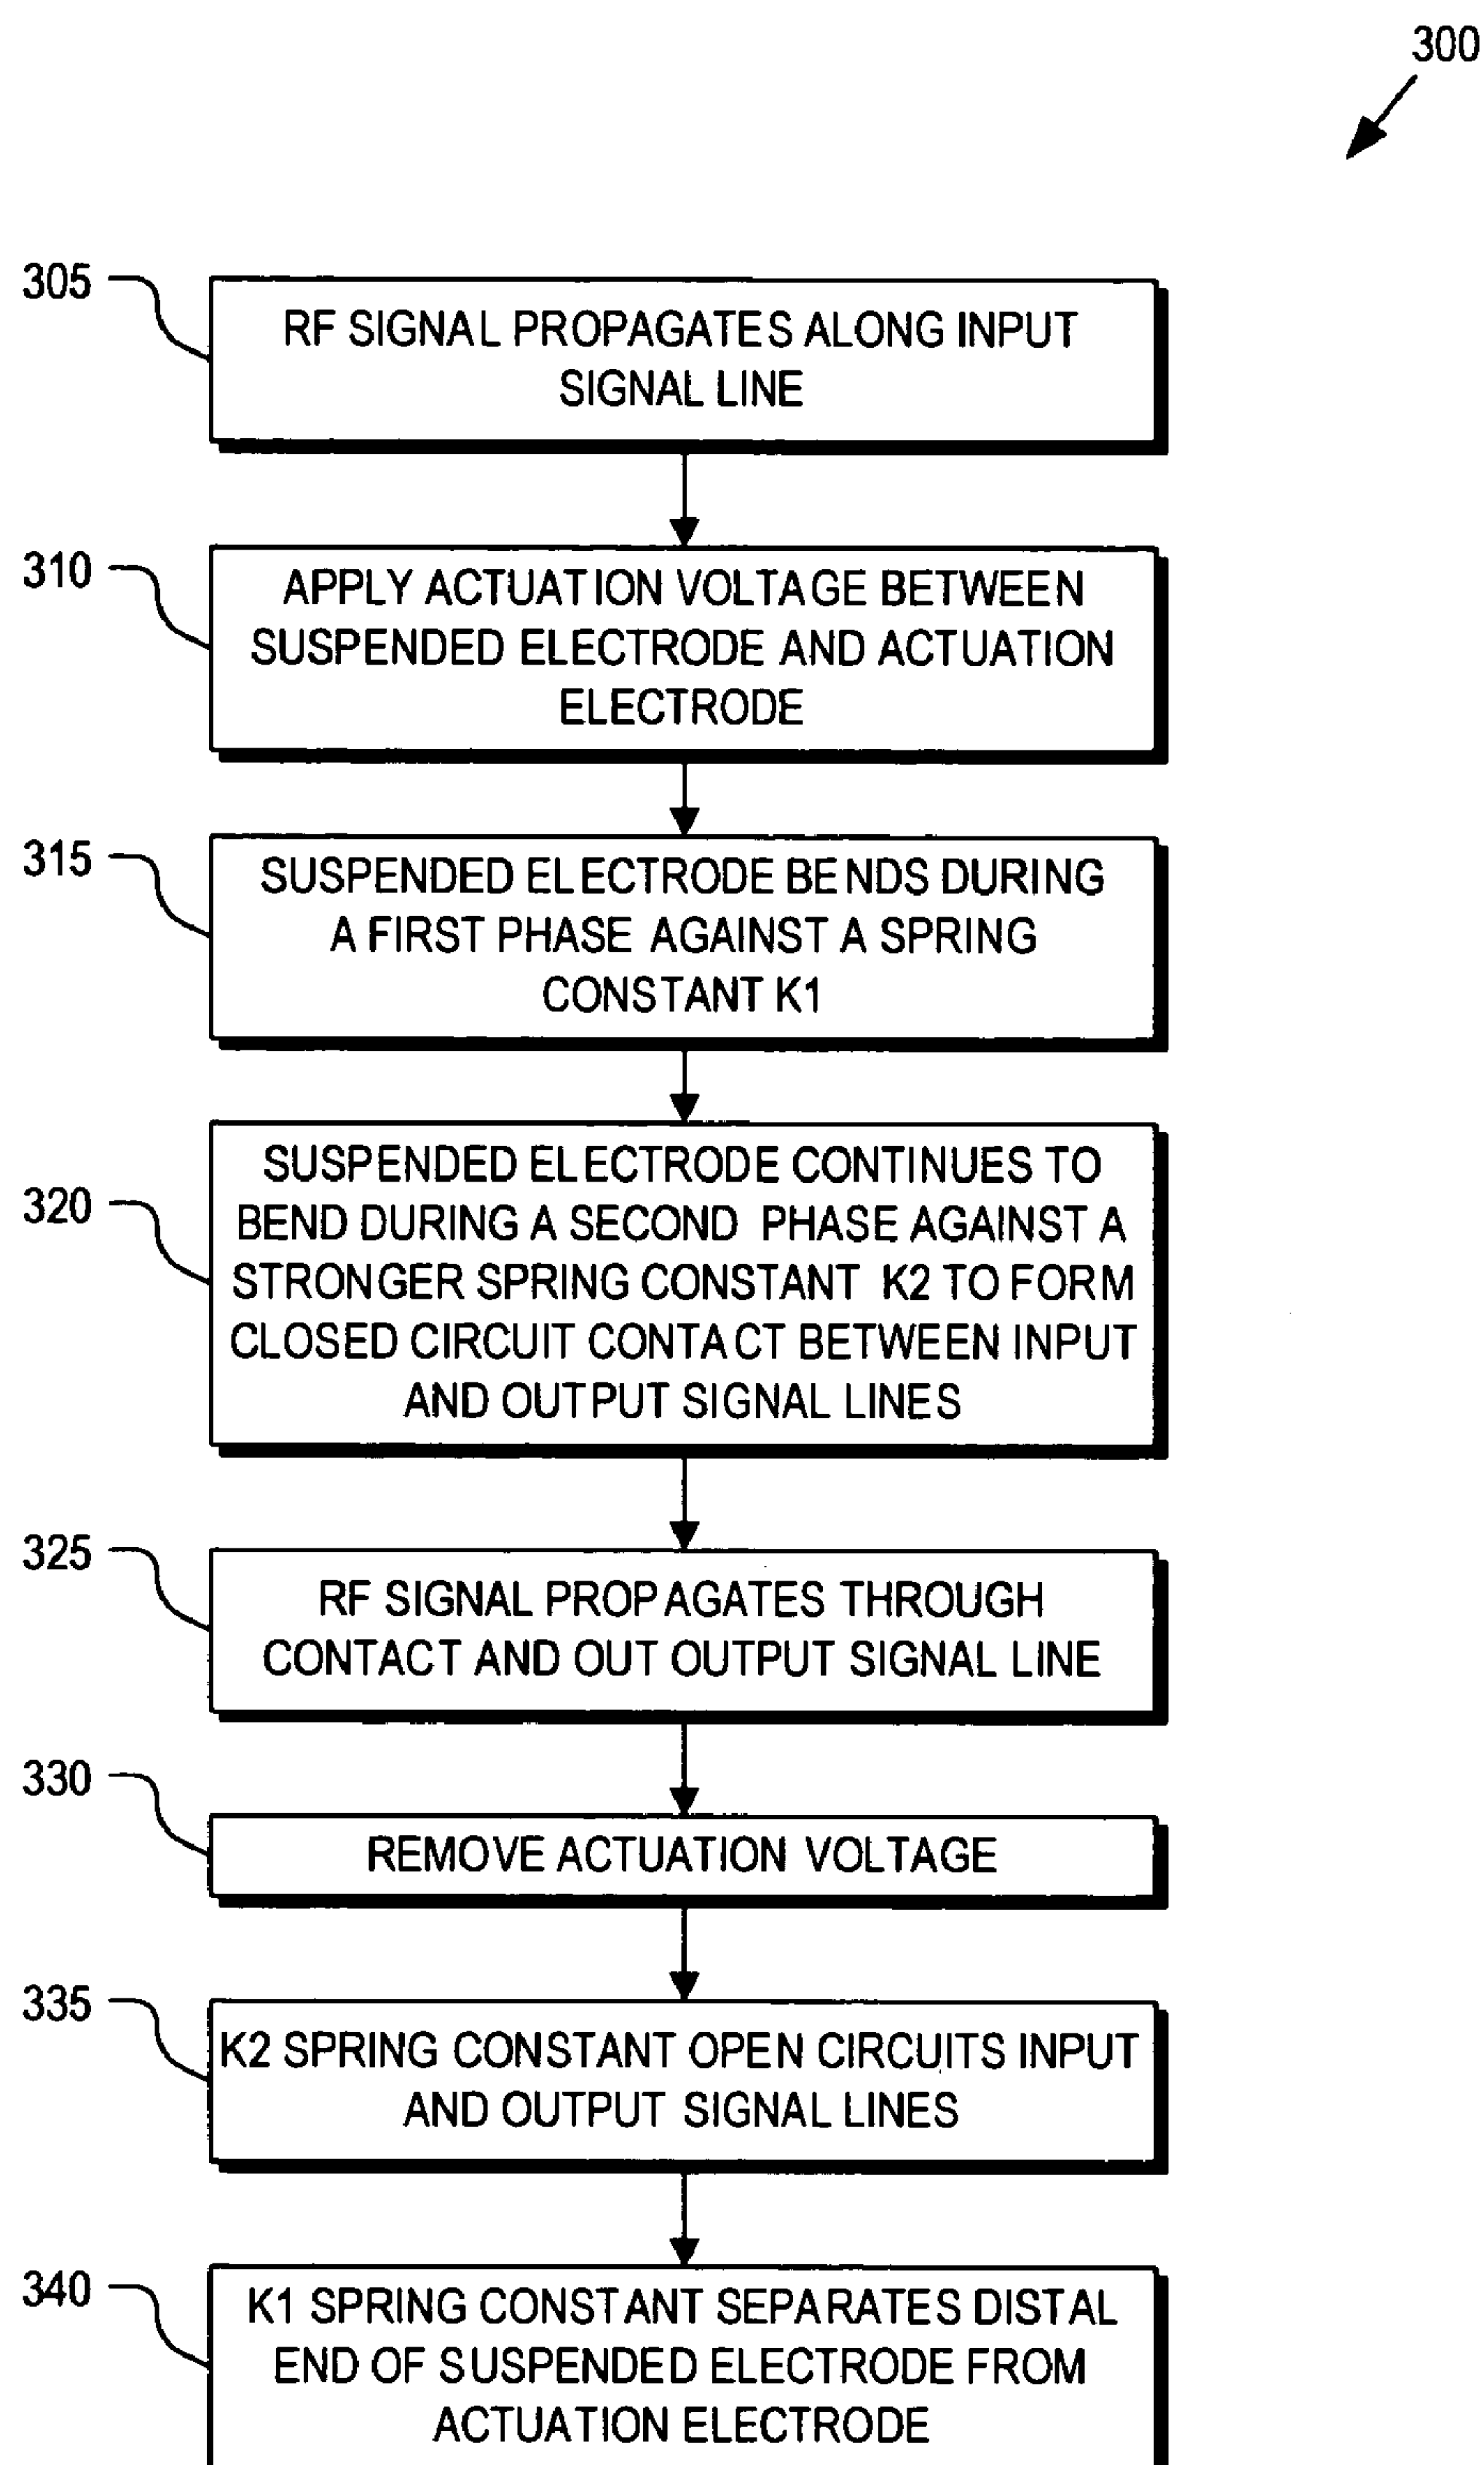 300
305
RF SIGNAL PROPAGATES ALONG INPUT
SIGNAL LINE
310
APPLY ACTUATION VOLTAGE BETWEEN
SUSPENDED ELECTRODE AND ACTUATION
ELECTRODE
315
SUSPENDED ELECTRODE BENDS DURING
A FIRST PHASE AGAINST A SPRING
CONSTANT K1
320
SUSPENDED ELECTRODE CONTINUES TO
BEND DURING A SECOND PHASE AGAINST A
STRONGER SPRING CONSTANT K2 TO FORM
CLOSED CIRCUIT CONTACT BETWEEN INPUT
AND OUTPUT SIGNAL LINES
325
RF SIGNAL PROPAGATES THROUGH
CONTACT AND OUT OUTPUT SIGNAL LINE
330
REMOVE ACTUATION VOLTAGE
335
K2 SPRING CONSTANT OPEN CIRCUITS INPUT
AND OUTPUT SIGNAL LINES
340
K1 SPRING CONSTANT SEPARATES DISTAL
END OF SUSPENDED ELECTRODE FROM
ACTUATION ELECTRODE